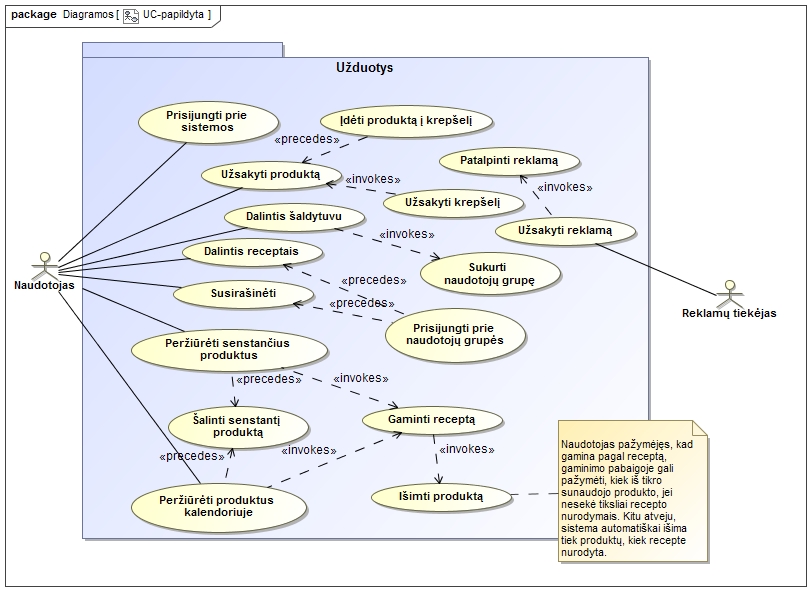 package Diagramos [ UC-papildyta ]
Užduotys
Prisijungti prie
sistemos
Įdėti produktą į krepšelį
«precedes»
Patalpinti reklamą
Užsakyti produktą
«invokes»
«invokes»
Užsakyti krepšelį
Dalintis šaldytuvu
Užsakyti reklamą
«invokes»
Dalintis receptais
Sukurti
naudotojų grupę
Naudotojas
«precedes»
Susirašinėti
«precedes»
Reklamų tiekėjas
Prisijungti prie
naudotojų grupės
Peržiūrėti senstančius
produktus
«precedes»
«invokes»
Šalinti senstantį
produktą
Gaminti receptą
«precedes»
«invokes»
«invokes»
Peržiūrėti produktus
kalendoriuje
Išimti produktą
Naudotojas pažymėjęs, kad
gamina pagal receptą,
gaminimo pabaigoje gali
pažymėti, kiek iš tikro
sunaudojo produkto, jei
nesekė tiksliai recepto
nurodymais. Kitu atveju,
sistema automatiškai išima
tiek produktų, kiek recepte
nurodyta.